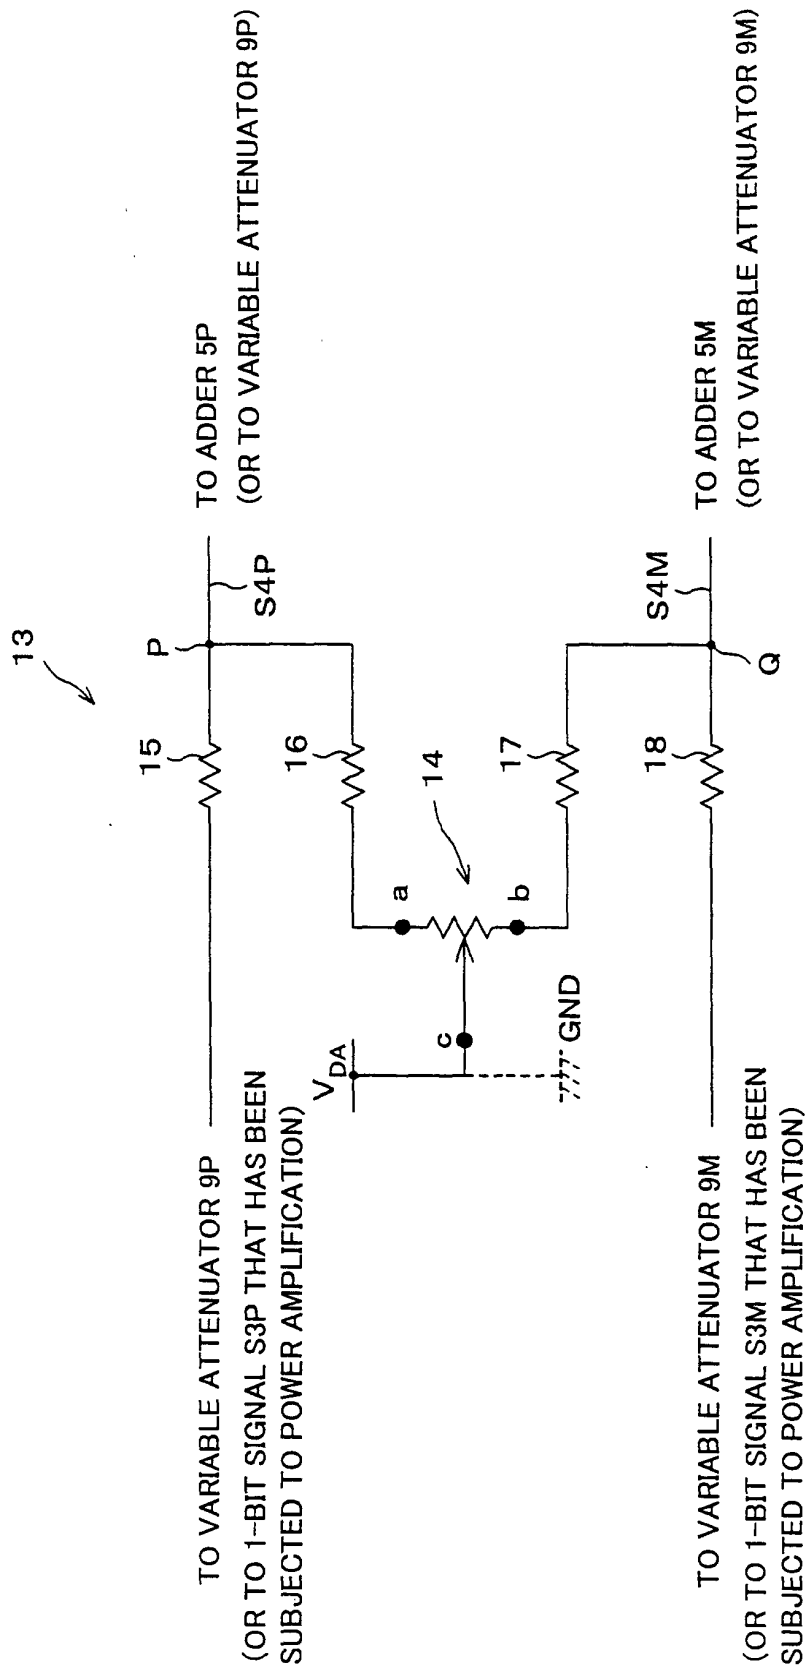 13
TO VARIABLE ATTENUATOR 9P
(OR TO 1-BIT SIGNAL S3P THAT HAS BEEN
SUBJECTED TO POWER AMPLIFICATION)
15
P
S4P
TO ADDER 5P
(OR TO VARIABLE ATTENUATOR 9P)
16
VDA
c
a
14
b
GND
17
TO VARIABLE ATTENUATOR 9M
(OR TO 1-BIT SIGNAL S3M THAT HAS BEEN
SUBJECTED TO POWER AMPLIFICATION)
18
Q
S4M
TO ADDER 5M
(OR TO VARIABLE ATTENUATOR 9M)